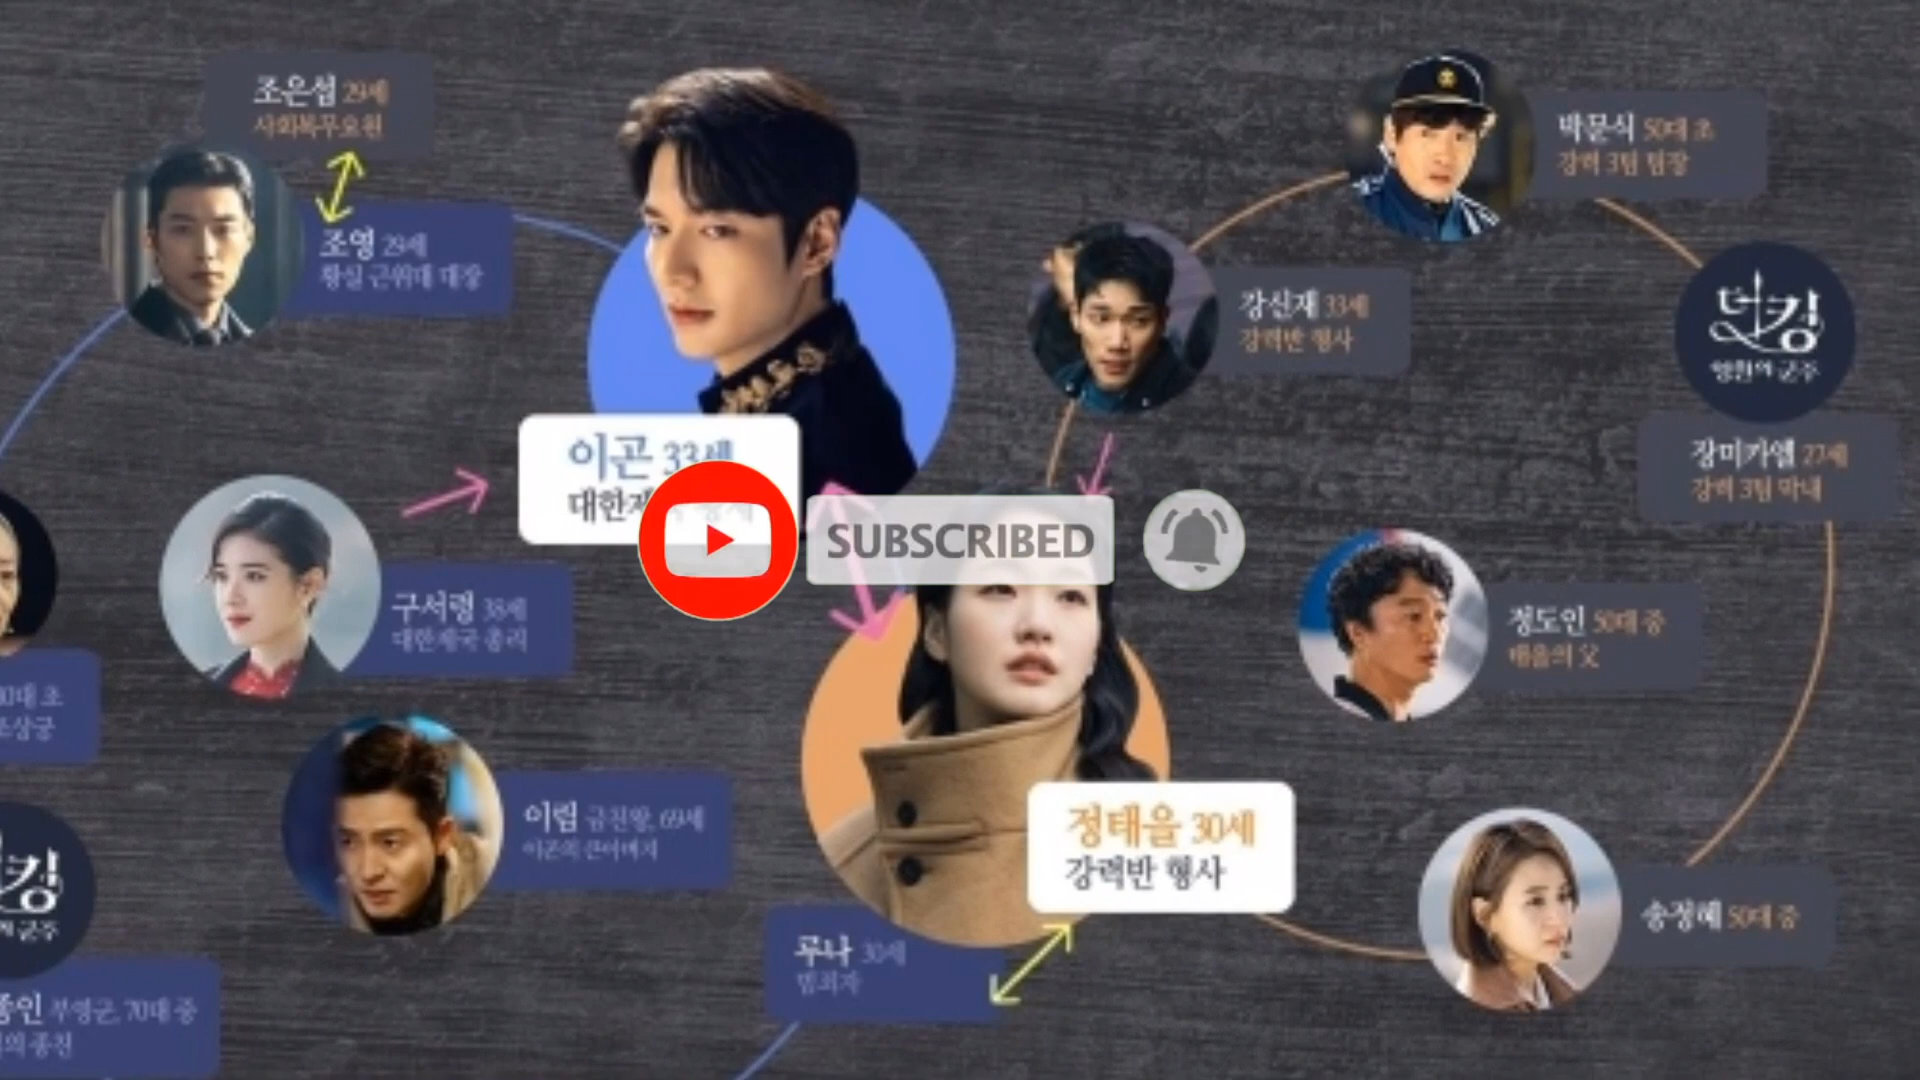 조은섭 29세
사회복무요원
조영 29세
황실 근위대 대장
박문식 50대 초
강력 3팀 팀장
강신재 33세
강력반 형사
더킹
영원의 군주
장미카엘 27세
강력 3팀 막내
이곤 33세
대한제
SUBSCRIBED
구서령 38세
대한제국 총리
정도인 50대 중
태을의 父
10대 초
이림 금친왕, 69세
이곤의 큰아버지
정태을 30세
강력반 형사
킹
군주
루나 30세
범죄자
송정혜 50대 중
종인 부영군, 70대 중
의 종친